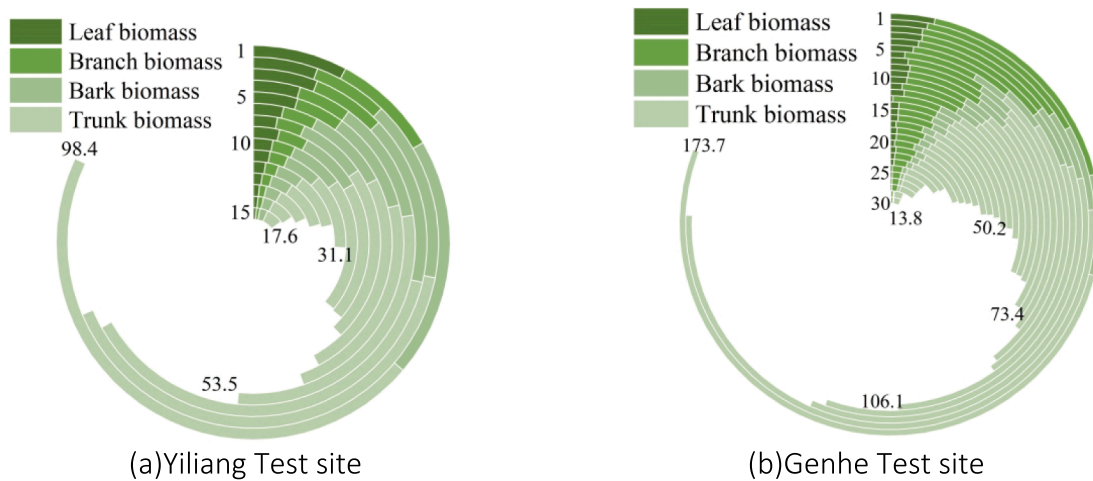 Leaf biomass
Branch biomass
Bark biomass
Trunk biomass
1
5
10
15
98.4
17.6
31.1
53.5
(a)Yiliang Test site
Leaf biomass
Branch biomass
Bark biomass
Trunk biomass
1
5
10
15
20
25
30
173.7
13.8
50.2
73.4
106.1
(b)Genhe Test site